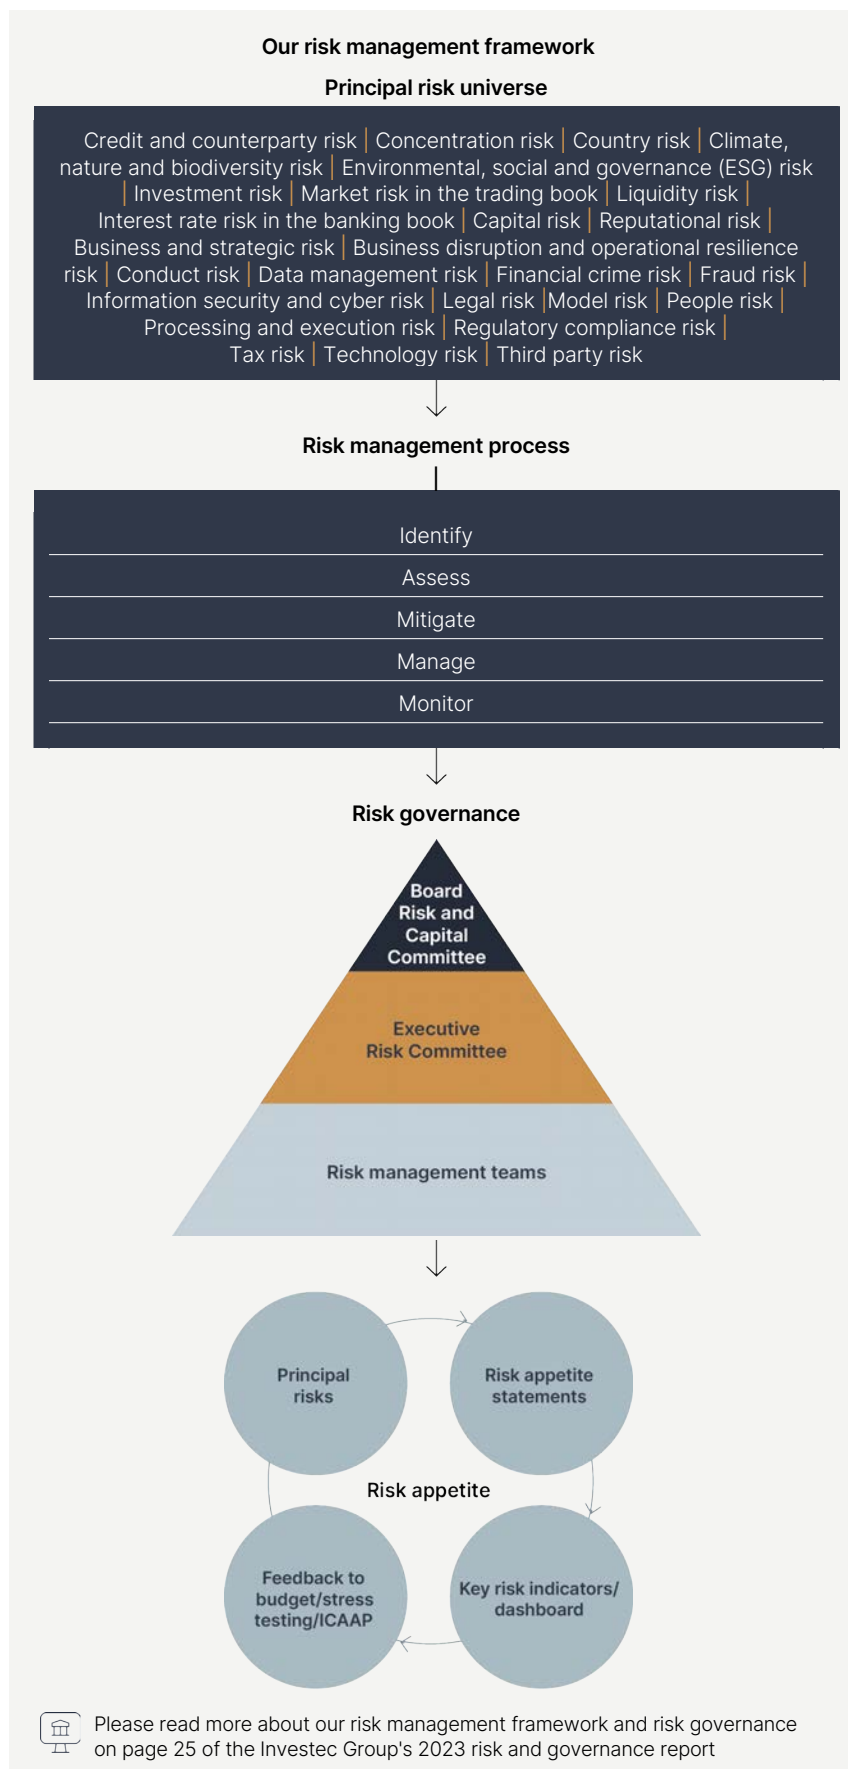 Our risk management framework
Principal risk universe
Credit and counterparty risk | Concentration risk | Country risk | Climate,
nature and biodiversity risk | Environmental, social and governance (ESG) risk
| Investment risk | Market risk in the trading book | Liquidity risk |
Interest rate risk in the banking book | Capital risk | Reputational risk |
Business and strategic risk | Business disruption and operational resilience
risk | Conduct risk | Data management risk | Financial crime risk | Fraud risk |
Information security and cyber risk | Legal risk |Model risk | People risk |
Processing and execution risk | Regulatory compliance risk |
Tax risk | Technology risk | Third party risk
Risk management process
Identify
Assess
Mitigate
Manage
Monitor
Risk governance
Board
Risk and
Capital
Committee
Executive
Risk Committee
Risk management teams
Principal
risks
Risk appetite
statements
Risk appetite
Feedback to
budget/stress
testing/ICAAP
Key risk indicators/
dashboard
Please read more about our risk management framework and risk governance
on page 25 of the Investec Group's 2023 risk and governance report